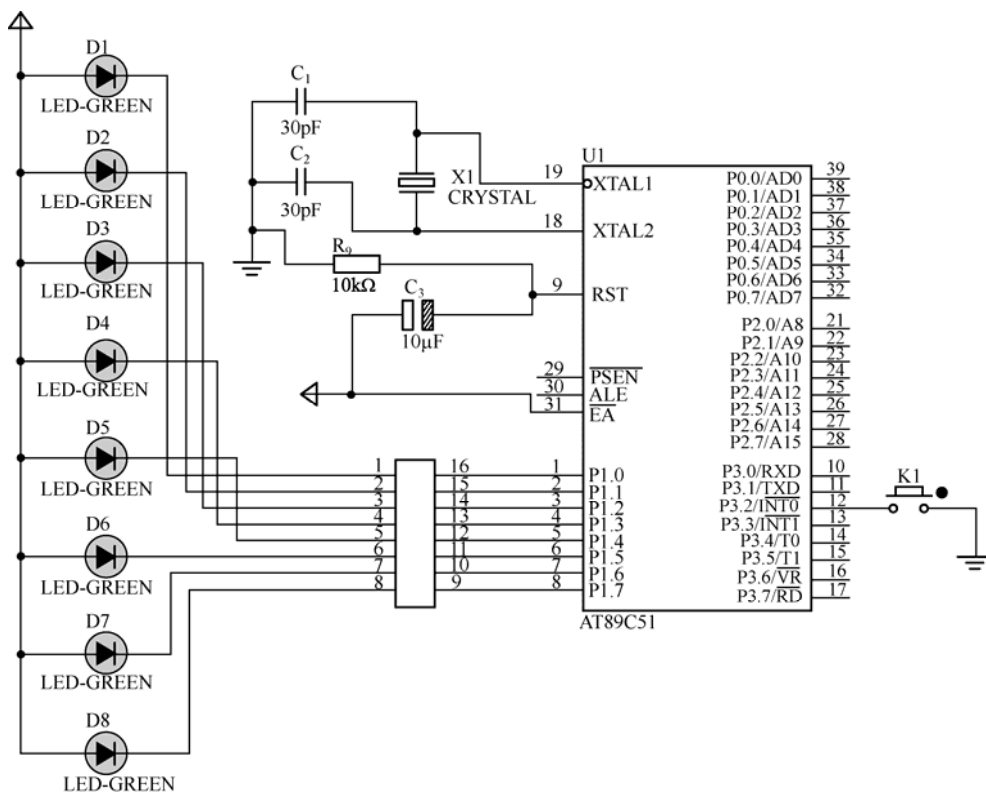 D1
LED-GREEN
D2
LED-GREEN
D3
LED-GREEN
D4
LED-GREEN
D5
LED-GREEN
D6
LED-GREEN
D7
LED-GREEN
D8
LED-GREEN
C1
30pF
C2
30pF
X1
CRYSTAL
R9
10kΩ
C3
10μF
U1
19 XTAL1
18 XTAL2
9 RST
29 PSEN
30 ALE
31 EA
1 16 1 P1.0
2 15 2 P1.1
3 14 3 P1.2
4 13 4 P1.3
5 12 5 P1.4
6 11 6 P1.5
7 10 7 P1.6
8 9 8 P1.7
P0.0/AD0 39
P0.1/AD1 38
P0.2/AD2 37
P0.3/AD3 36
P0.4/AD4 35
P0.5/AD5 34
P0.6/AD6 33
P0.7/AD7 32
P2.0/A8 21
P2.1/A9 22
P2.2/A10 23
P2.3/A11 24
P2.4/A12 25
P2.5/A13 26
P2.6/A14 27
P2.7/A15 28
P3.0/RXD 10
P3.1/TXD 11
P3.2/INT0 12
P3.3/INT1 13
P3.4/T0 14
P3.5/T1 15
P3.6/VR 16
P3.7/RD 17
AT89C51
K1